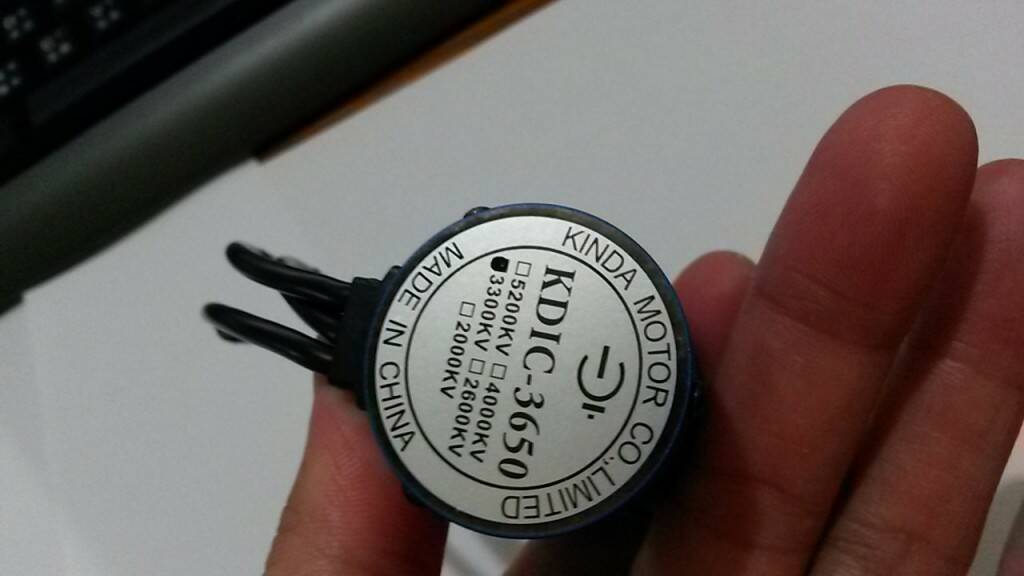 KINDA MOTOR CO.,LIMITED
KDIC-3650
□5200KV □4000KV
■3300KV □2600KV
□2000KV
MADE IN CHINA